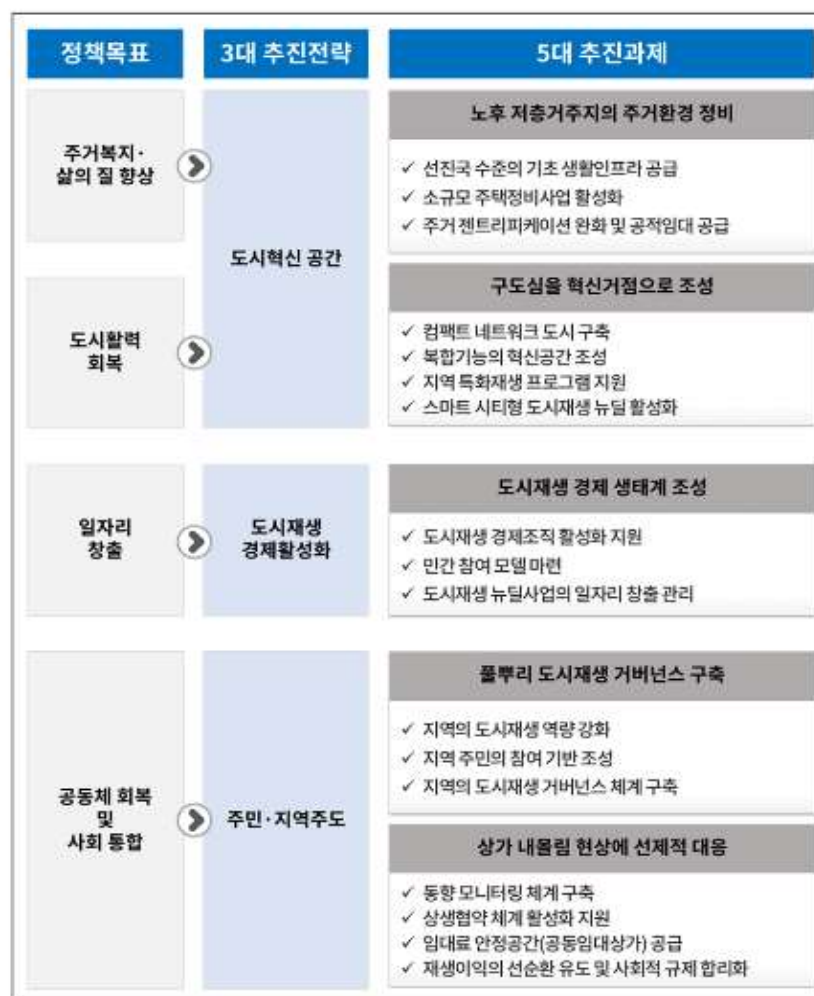 정책목표
3대 추진전략
5대 추진과제
주거복지·
삶의 질 향상
도시혁신 공간
노후 저층거주지의 주거환경 정비
✓ 선진국 수준의 기초 생활인프라 공급
✓ 소규모 주택정비사업 활성화
✓ 주거 젠트리피케이션 완화 및 공적임대 공급
도시활력
회복
구도심을 혁신거점으로 조성
✓ 컴팩트 네트워크 도시 구축
✓ 복합기능의 혁신공간 조성
✓ 지역 특화재생 프로그램 지원
✓ 스마트 시티형 도시재생 뉴딜 활성화
일자리
창출
도시재생
경제활성화
도시재생 경제 생태계 조성
✓ 도시재생 경제조직 활성화 지원
✓ 민간 참여 모델 마련
✓ 도시재생 뉴딜사업의 일자리 창출 관리
공동체 회복
및
사회 통합
주민·지역주도
풀뿌리 도시재생 거버넌스 구축
✓ 지역의 도시재생 역량 강화
✓ 지역 주민의 참여 기반 조성
✓ 지역의 도시재생 거버넌스 체계 구축
상가 내몰림 현상에 선제적 대응
✓ 동향 모니터링 체계 구축
✓ 상생협약 체계 활성화 지원
✓ 임대료 안정공간(공동임대상가) 공급
✓ 재생이익의 선순환 유도 및 사회적 규제 합리화